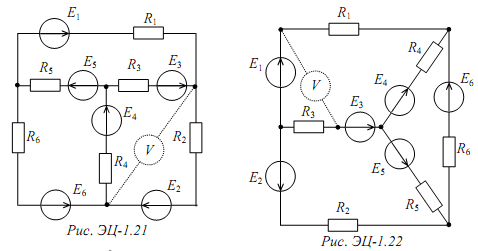 E1 R1
R5 E5 R3 E3
E4
R6 V R2
R4
E6 E2
Рис. ЭЦ-1.21
R1
R4
E1 V E4 E6
R3 E3
E2 E5 R6
R2 R5
Рис. ЭЦ-1.22